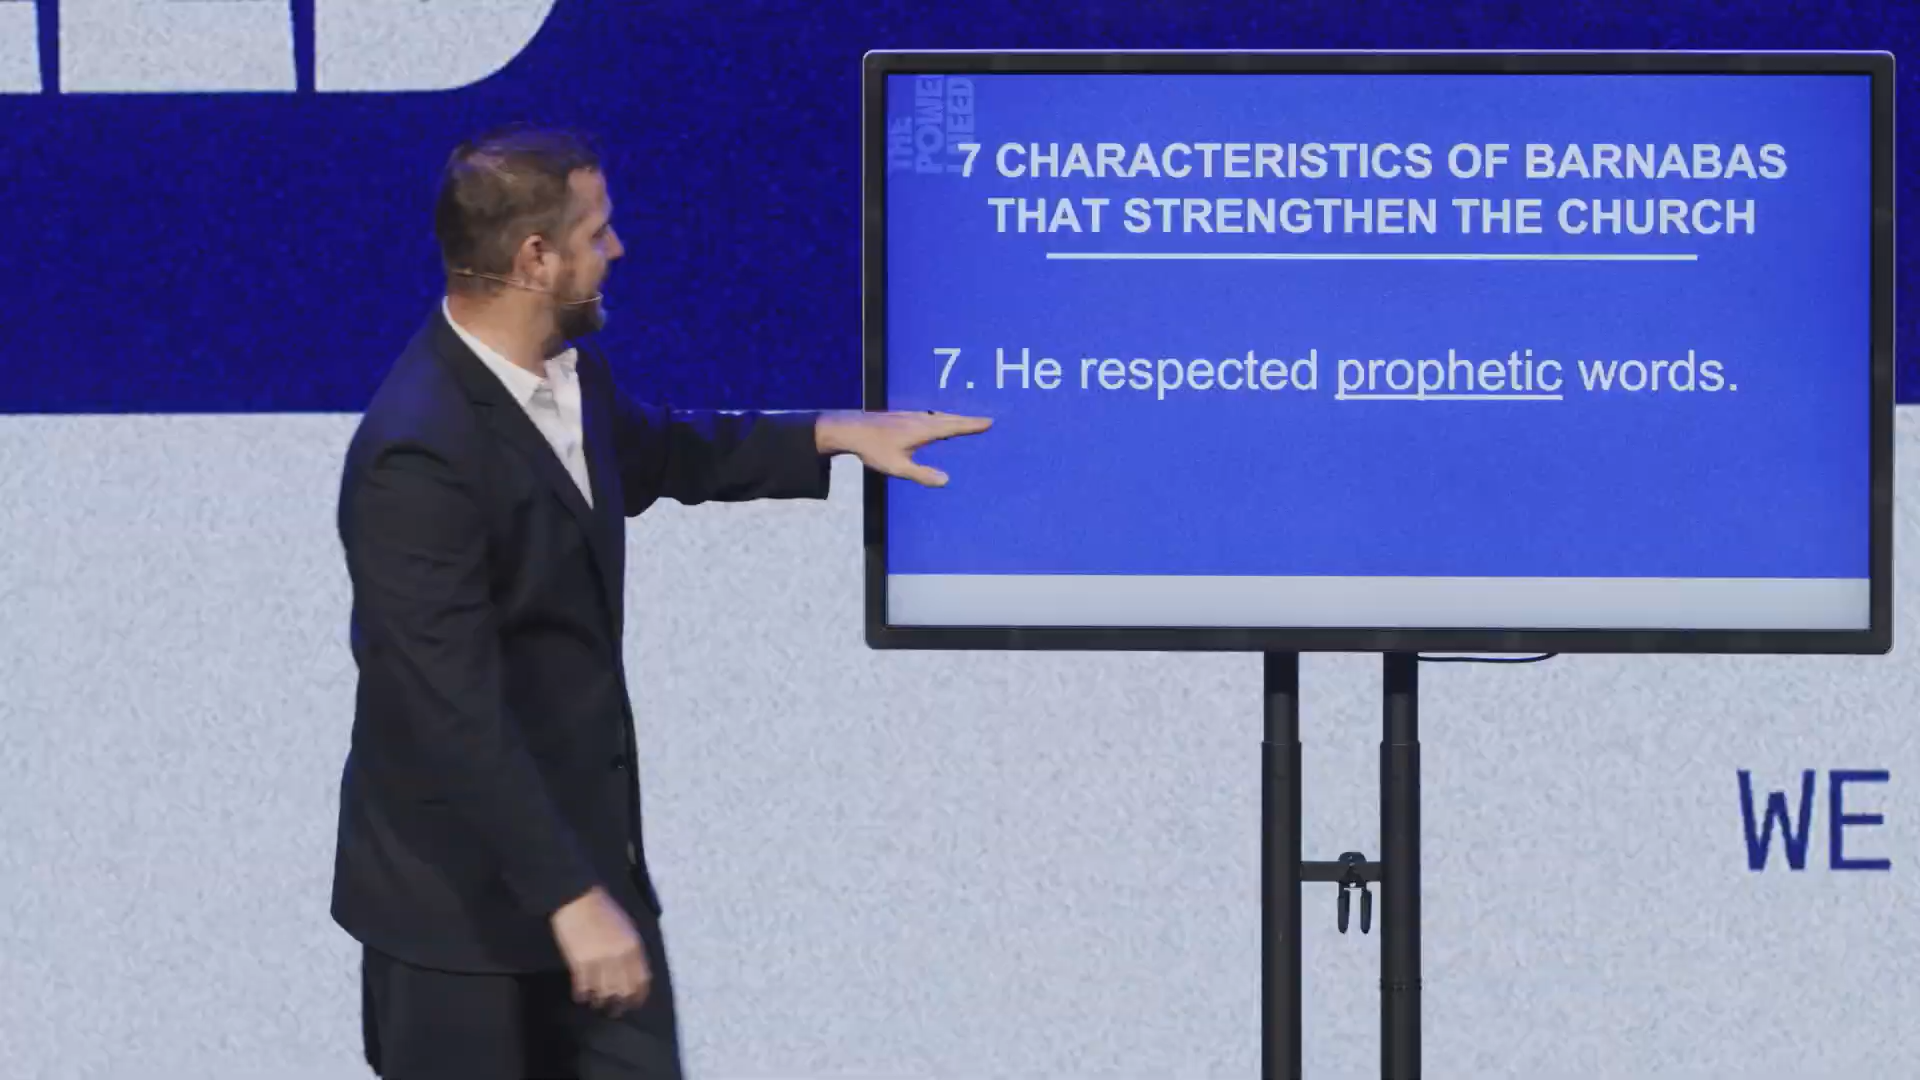 THE
POWER
I NEED
7 CHARACTERISTICS OF BARNABAS
THAT STRENGTHEN THE CHURCH
7. He respected prophetic words.
WE